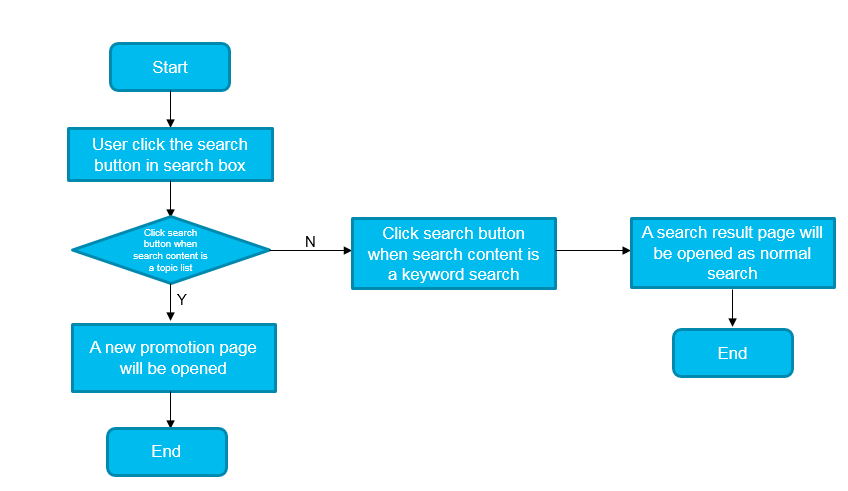 Start
User click the search
button in search box
Click search
button when
search content is
a topic list
N
Click search button
when search content is
a keyword search
A search result page will
be opened as normal
search
End
Y
A new promotion page
will be opened
End